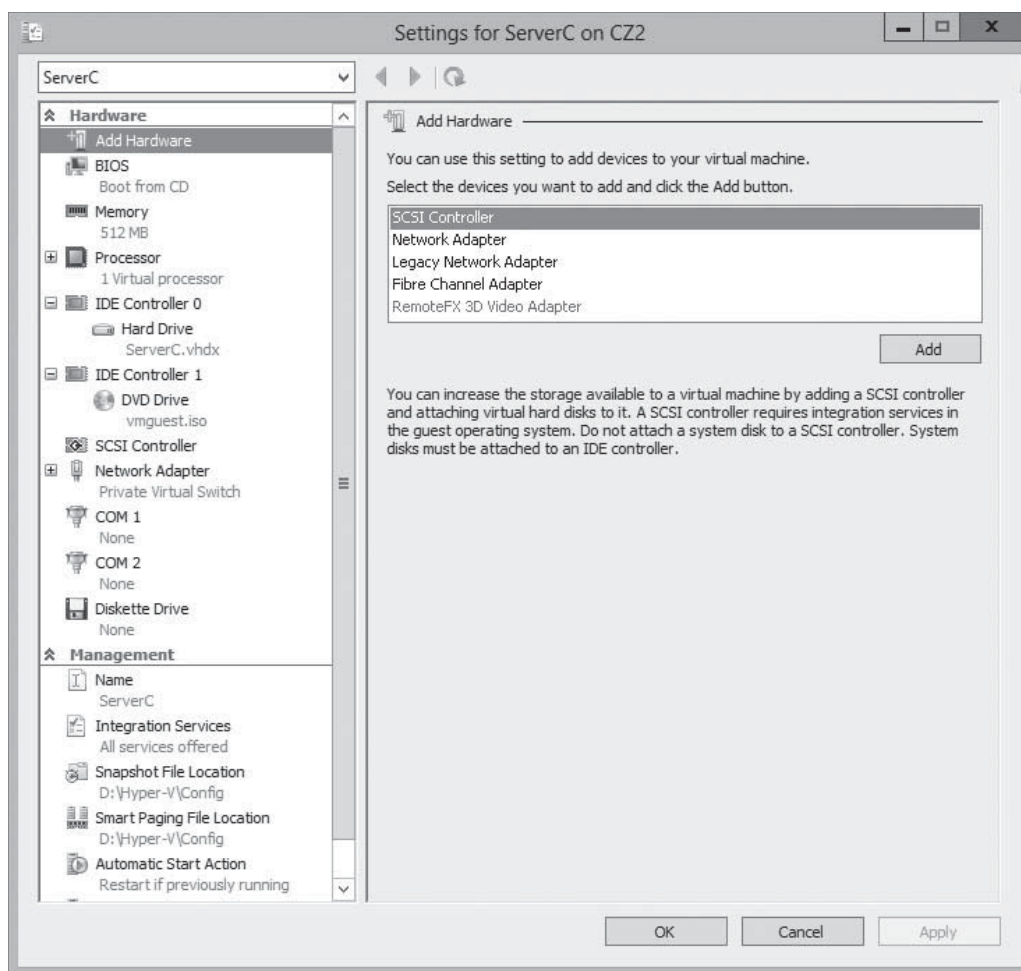 Settings for ServerC on CZ2
ServerC
Hardware
Add Hardware
BIOS
Boot from CD
Memory
512 MB
Processor
1 Virtual processor
IDE Controller 0
Hard Drive
ServerC.vhdx
IDE Controller 1
DVD Drive
vmguest.iso
SCSI Controller
Network Adapter
Private Virtual Switch
COM 1
None
COM 2
None
Diskette Drive
None
Management
Name
ServerC
Integration Services
All services offered
Snapshot File Location
D:\Hyper-V\Config
Smart Paging File Location
D:\Hyper-V\Config
Automatic Start Action
Restart if previously running
Add Hardware
You can use this setting to add devices to your virtual machine.
Select the devices you want to add and click the Add button.
SCSI Controller
Network Adapter
Legacy Network Adapter
Fibre Channel Adapter
RemoteFX 3D Video Adapter
Add
You can increase the storage available to a virtual machine by adding a SCSI controller
and attaching virtual hard disks to it. A SCSI controller requires integration services in
the guest operating system. Do not attach a system disk to a SCSI controller. System
disks must be attached to an IDE controller.
OK
Cancel
Apply